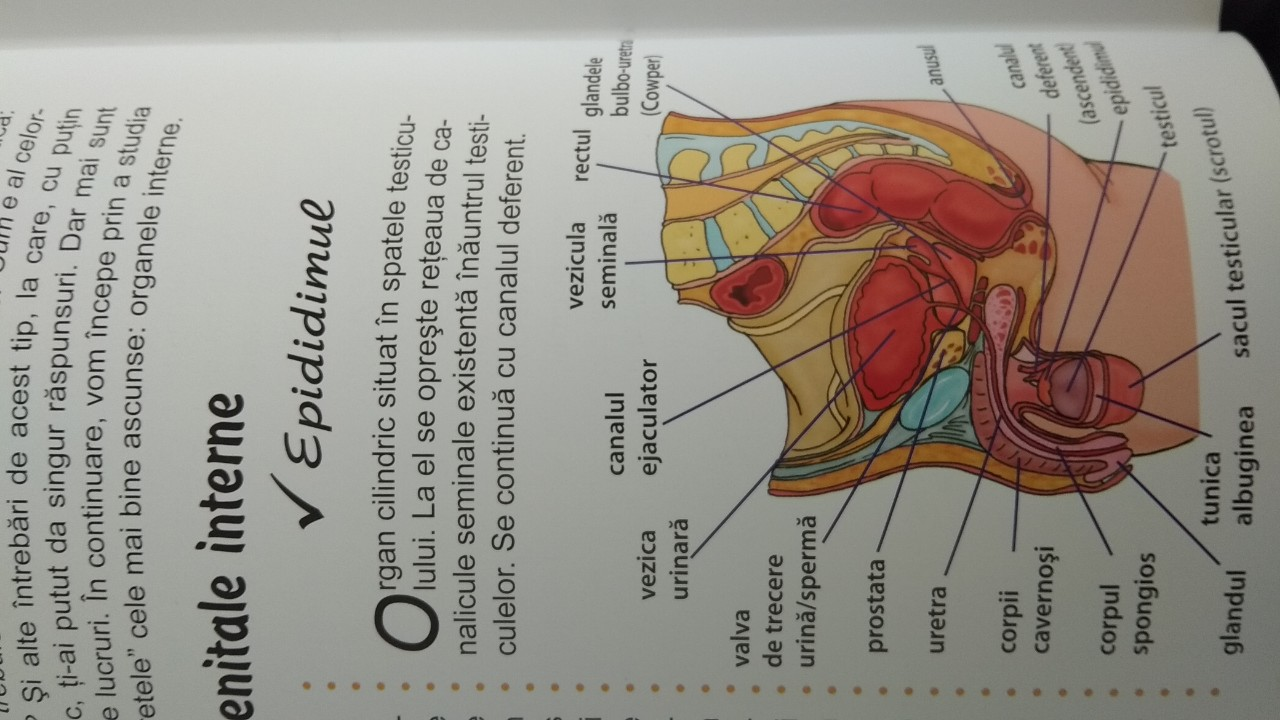 Și alte întrebări de acest tip, la care, cu puțin
c, ți-ai putut da singur răspunsuri. Dar mai sunt
e lucruri. În continuare, vom începe prin a studia
retele” cele mai bine ascunse: organele interne.
enitale interne
✓ Epididimul
Organ cilindric situat în spatele testicu-
lului. La el se oprește rețeaua de ca-
nalicule seminale existentă înăuntrul testi-
culelor. Se continuă cu canalul deferent.
vezica
urinară
canalul
ejaculator
vezicula
seminală
rectul
glandele
bulbo-uretra
(Cowper)
valva
de trecere
urină/spermă
prostata
uretra
corpii
cavernoși
corpul
spongios
glandul
anusul
canalul
deferent
(ascendent)
epididimul
testicul
tunica
albuginea
sacul testicular (scrotul)